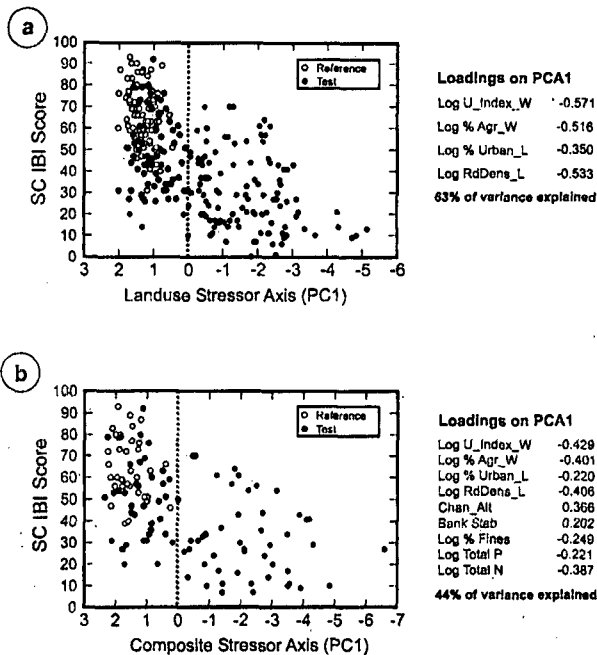 a
100
90
80
70
60
50
40
30
20
10
0
SC IBI Score
Reference
Test
3 2 1 0 -1 -2 -3 -4 -5 -6
Landuse Stressor Axis (PC1)
Loadings on PCA1
Log U_Index_W -0.571
Log % Agr_W -0.516
Log % Urban_L -0.350
Log RdDens_L -0.533
63% of variance explained
b
100
90
80
70
60
50
40
30
20
10
0
SC IBI Score
Reference
Test
3 2 1 0 -1 -2 -3 -4 -5 -6 -7
Composite Stressor Axis (PC1)
Loadings on PCA1
Log U_Index_W -0.429
Log % Agr_W -0.401
Log % Urban_L -0.220
Log RdDens_L -0.406
Chan_Alt 0.366
Bank Stab 0.202
Log % Fines -0.249
Log Total P -0.221
Log Total N -0.387
44% of variance explained